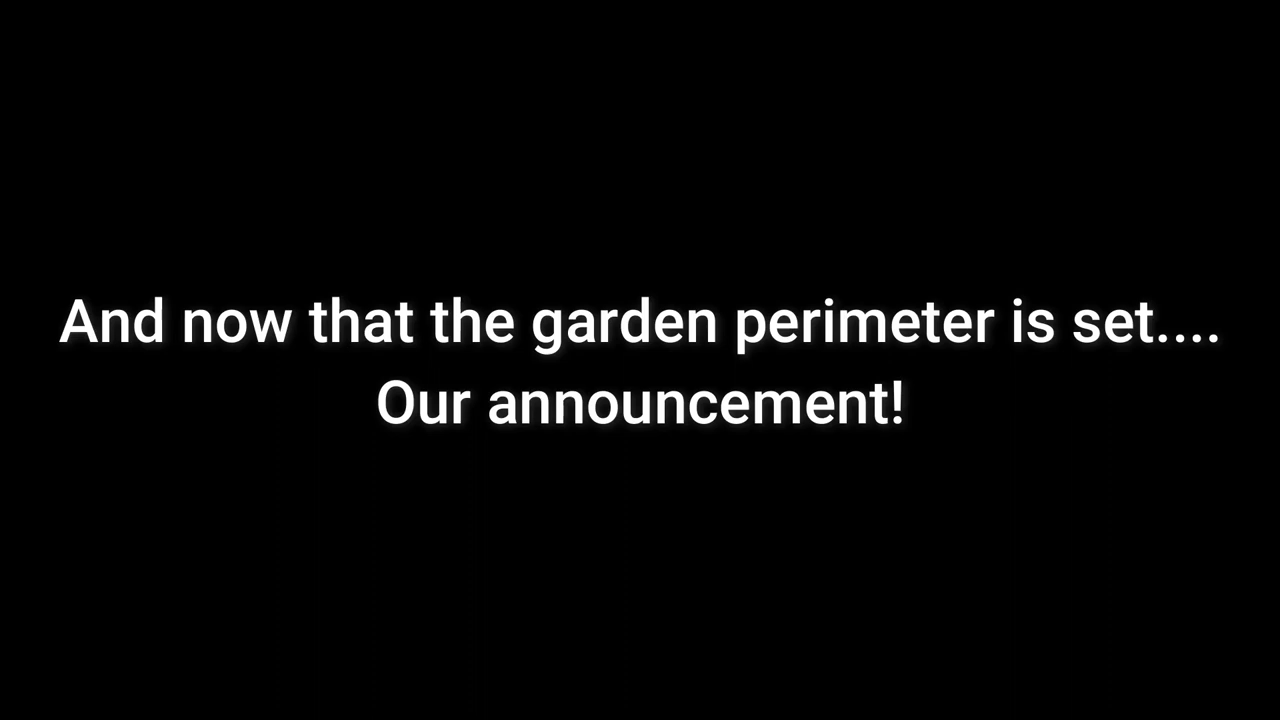 And now that the garden perimeter is set....
Our announcement!